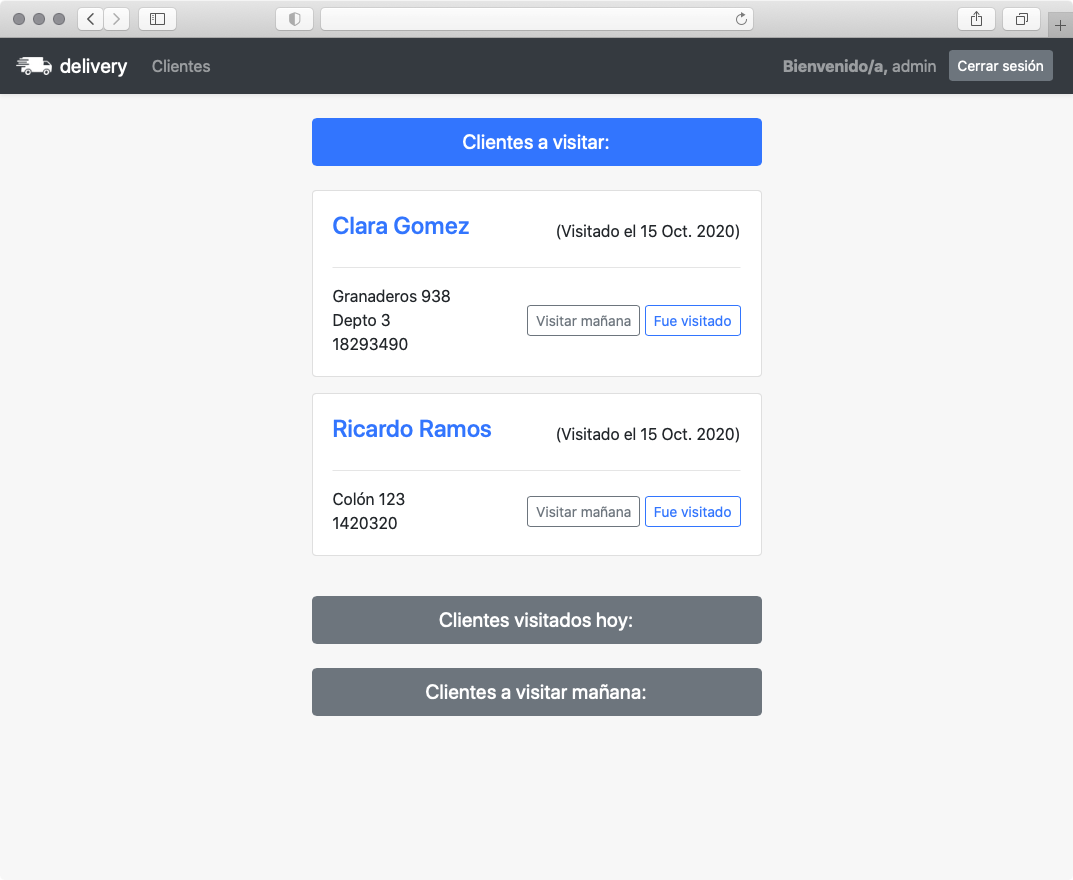 delivery Clientes Bienvenido/a, admin Cerrar sesión
Clientes a visitar:
Clara Gomez (Visitado el 15 Oct. 2020)
Granaderos 938
Depto 3 Visitar mañana Fue visitado
18293490
Ricardo Ramos (Visitado el 15 Oct. 2020)
Colón 123
Visitar mañana Fue visitado
1420320
Clientes visitados hoy:
Clientes a visitar mañana: